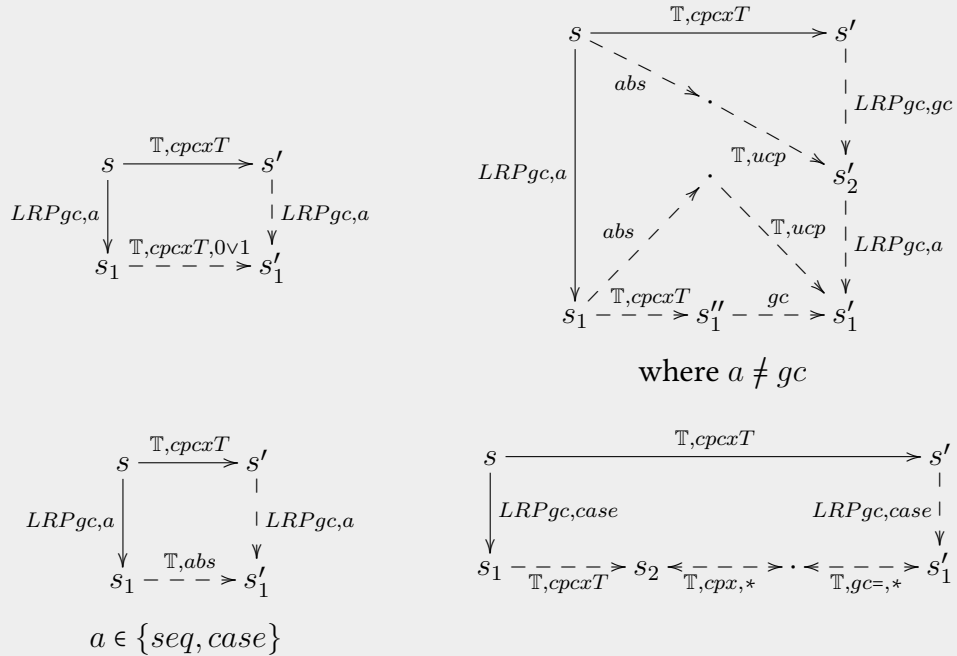 s 𝕋,cpcxT s′
LRPgc,a LRPgc,a
s₁ 𝕋,cpcxT,0∨1 s′₁
s 𝕋,cpcxT s′
abs ·
LRPgc,gc
𝕋,ucp
LRPgc,a · s′₂
abs 𝕋,ucp
LRPgc,a
s₁ 𝕋,cpcxT s″₁ gc s′₁
where a ≠ gc
s 𝕋,cpcxT s′
LRPgc,a LRPgc,a
s₁ 𝕋,abs s′₁
a ∈ {seq, case}
s 𝕋,cpcxT s′
LRPgc,case LRPgc,case
s₁ 𝕋,cpcxT s₂ 𝕋,cpx,* · 𝕋,gc=,* s′₁